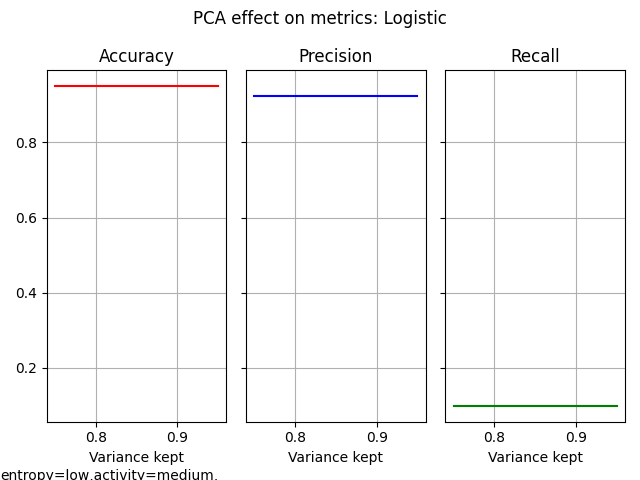 PCA effect on metrics: Logistic
Accuracy
Precision
Recall
0.8
0.6
0.4
0.2
0.8 0.9
0.8 0.9
0.8 0.9
Variance kept
Variance kept
Variance kept
entropy=low,activity=medium,